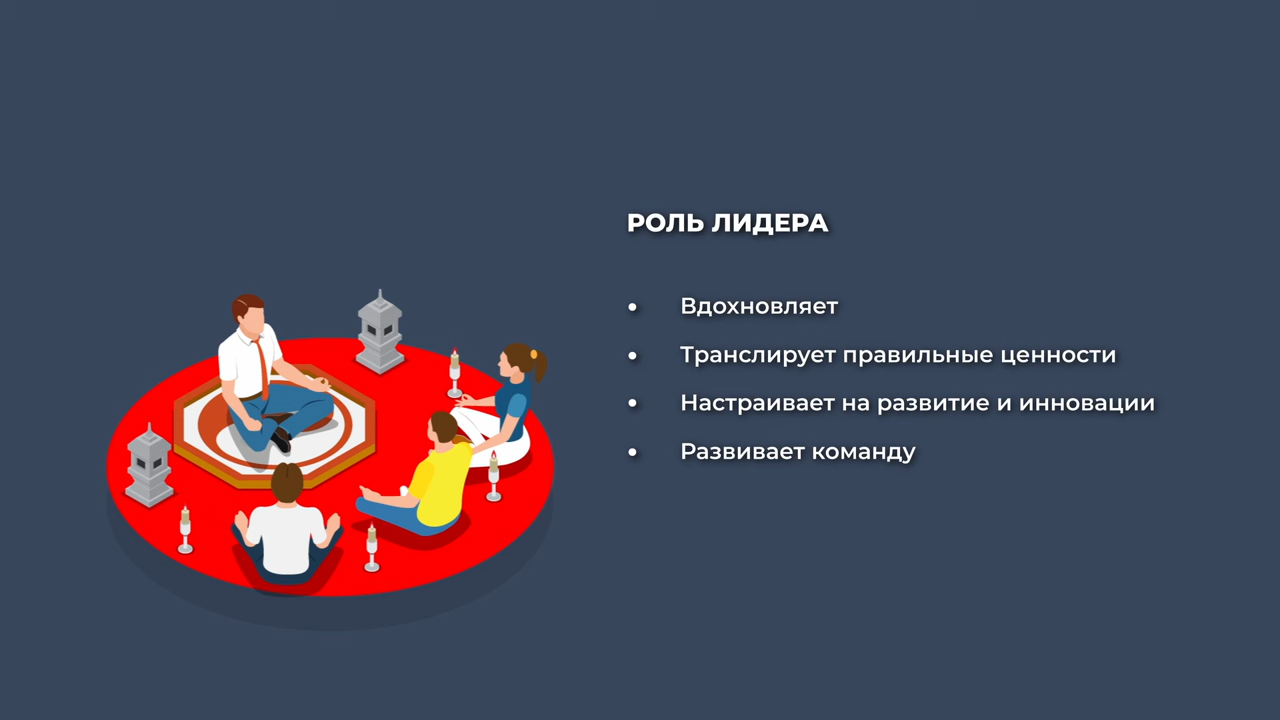 РОЛЬ ЛИДЕРА
• Вдохновляет
• Транслирует правильные ценности
• Настраивает на развитие и инновации
• Развивает команду